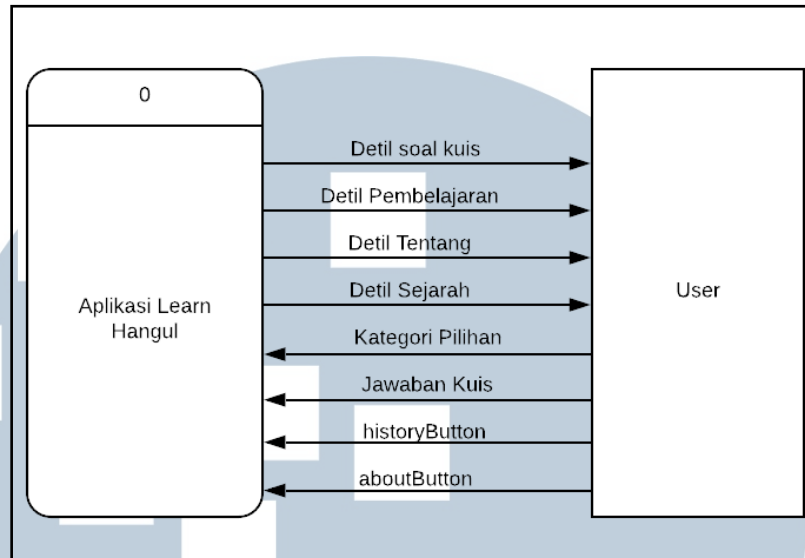 0
Aplikasi Learn
Hangul
Detil soal kuis
Detil Pembelajaran
Detil Tentang
Detil Sejarah
Kategori Pilihan
Jawaban Kuis
historyButton
aboutButton
User